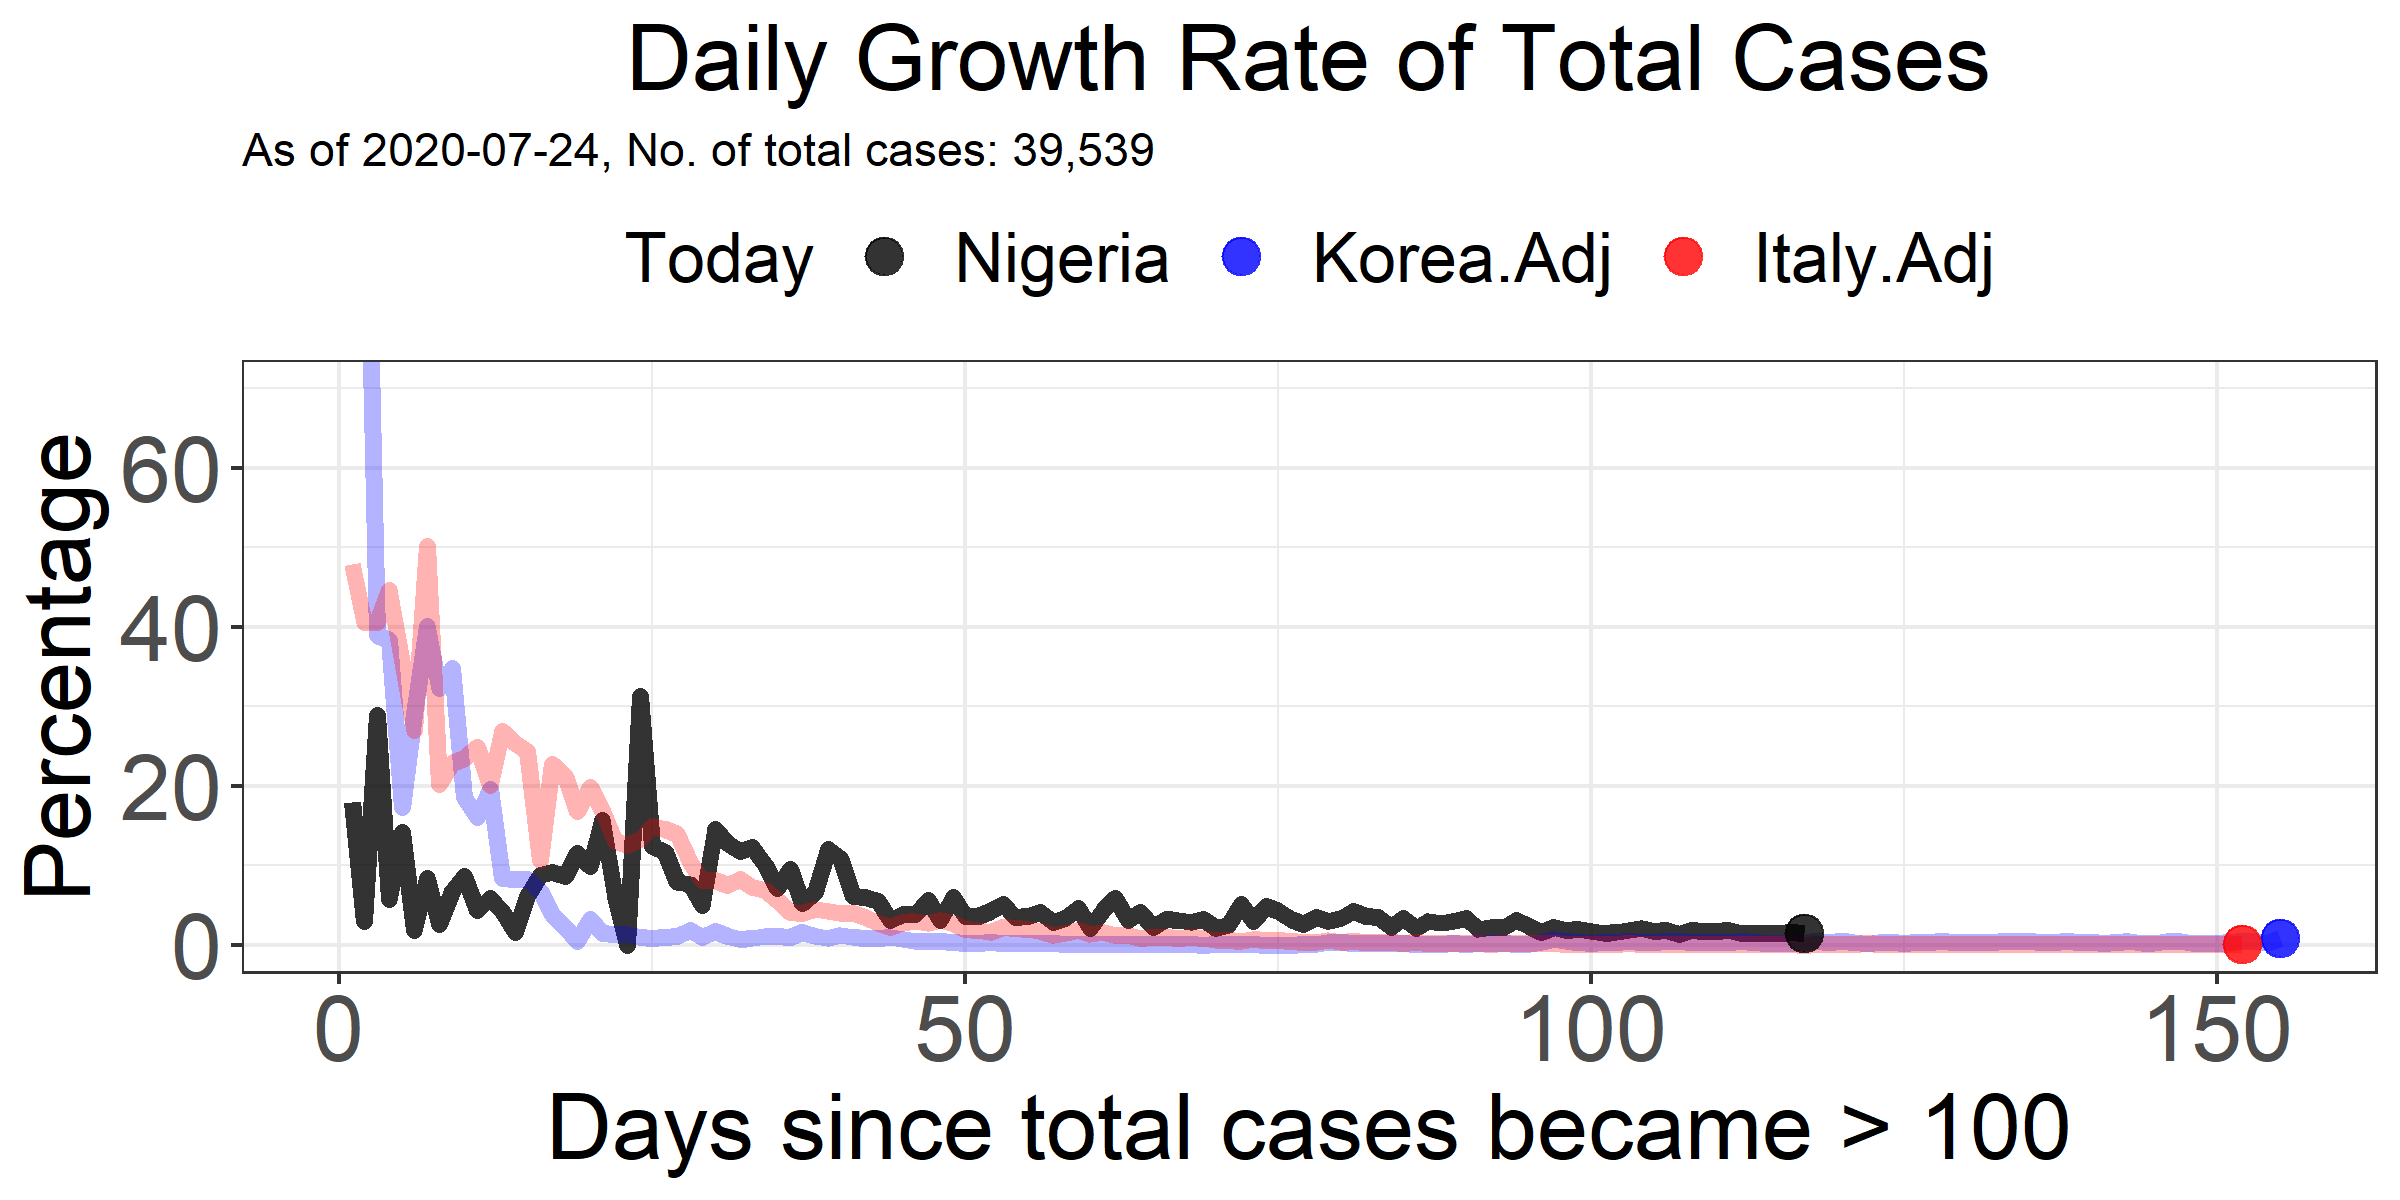 Daily Growth Rate of Total Cases
As of 2020-07-24, No. of total cases: 39,539
Today Nigeria Korea.Adj Italy.Adj
Percentage
60
40
20
0
0 50 100 150
Days since total cases became > 100